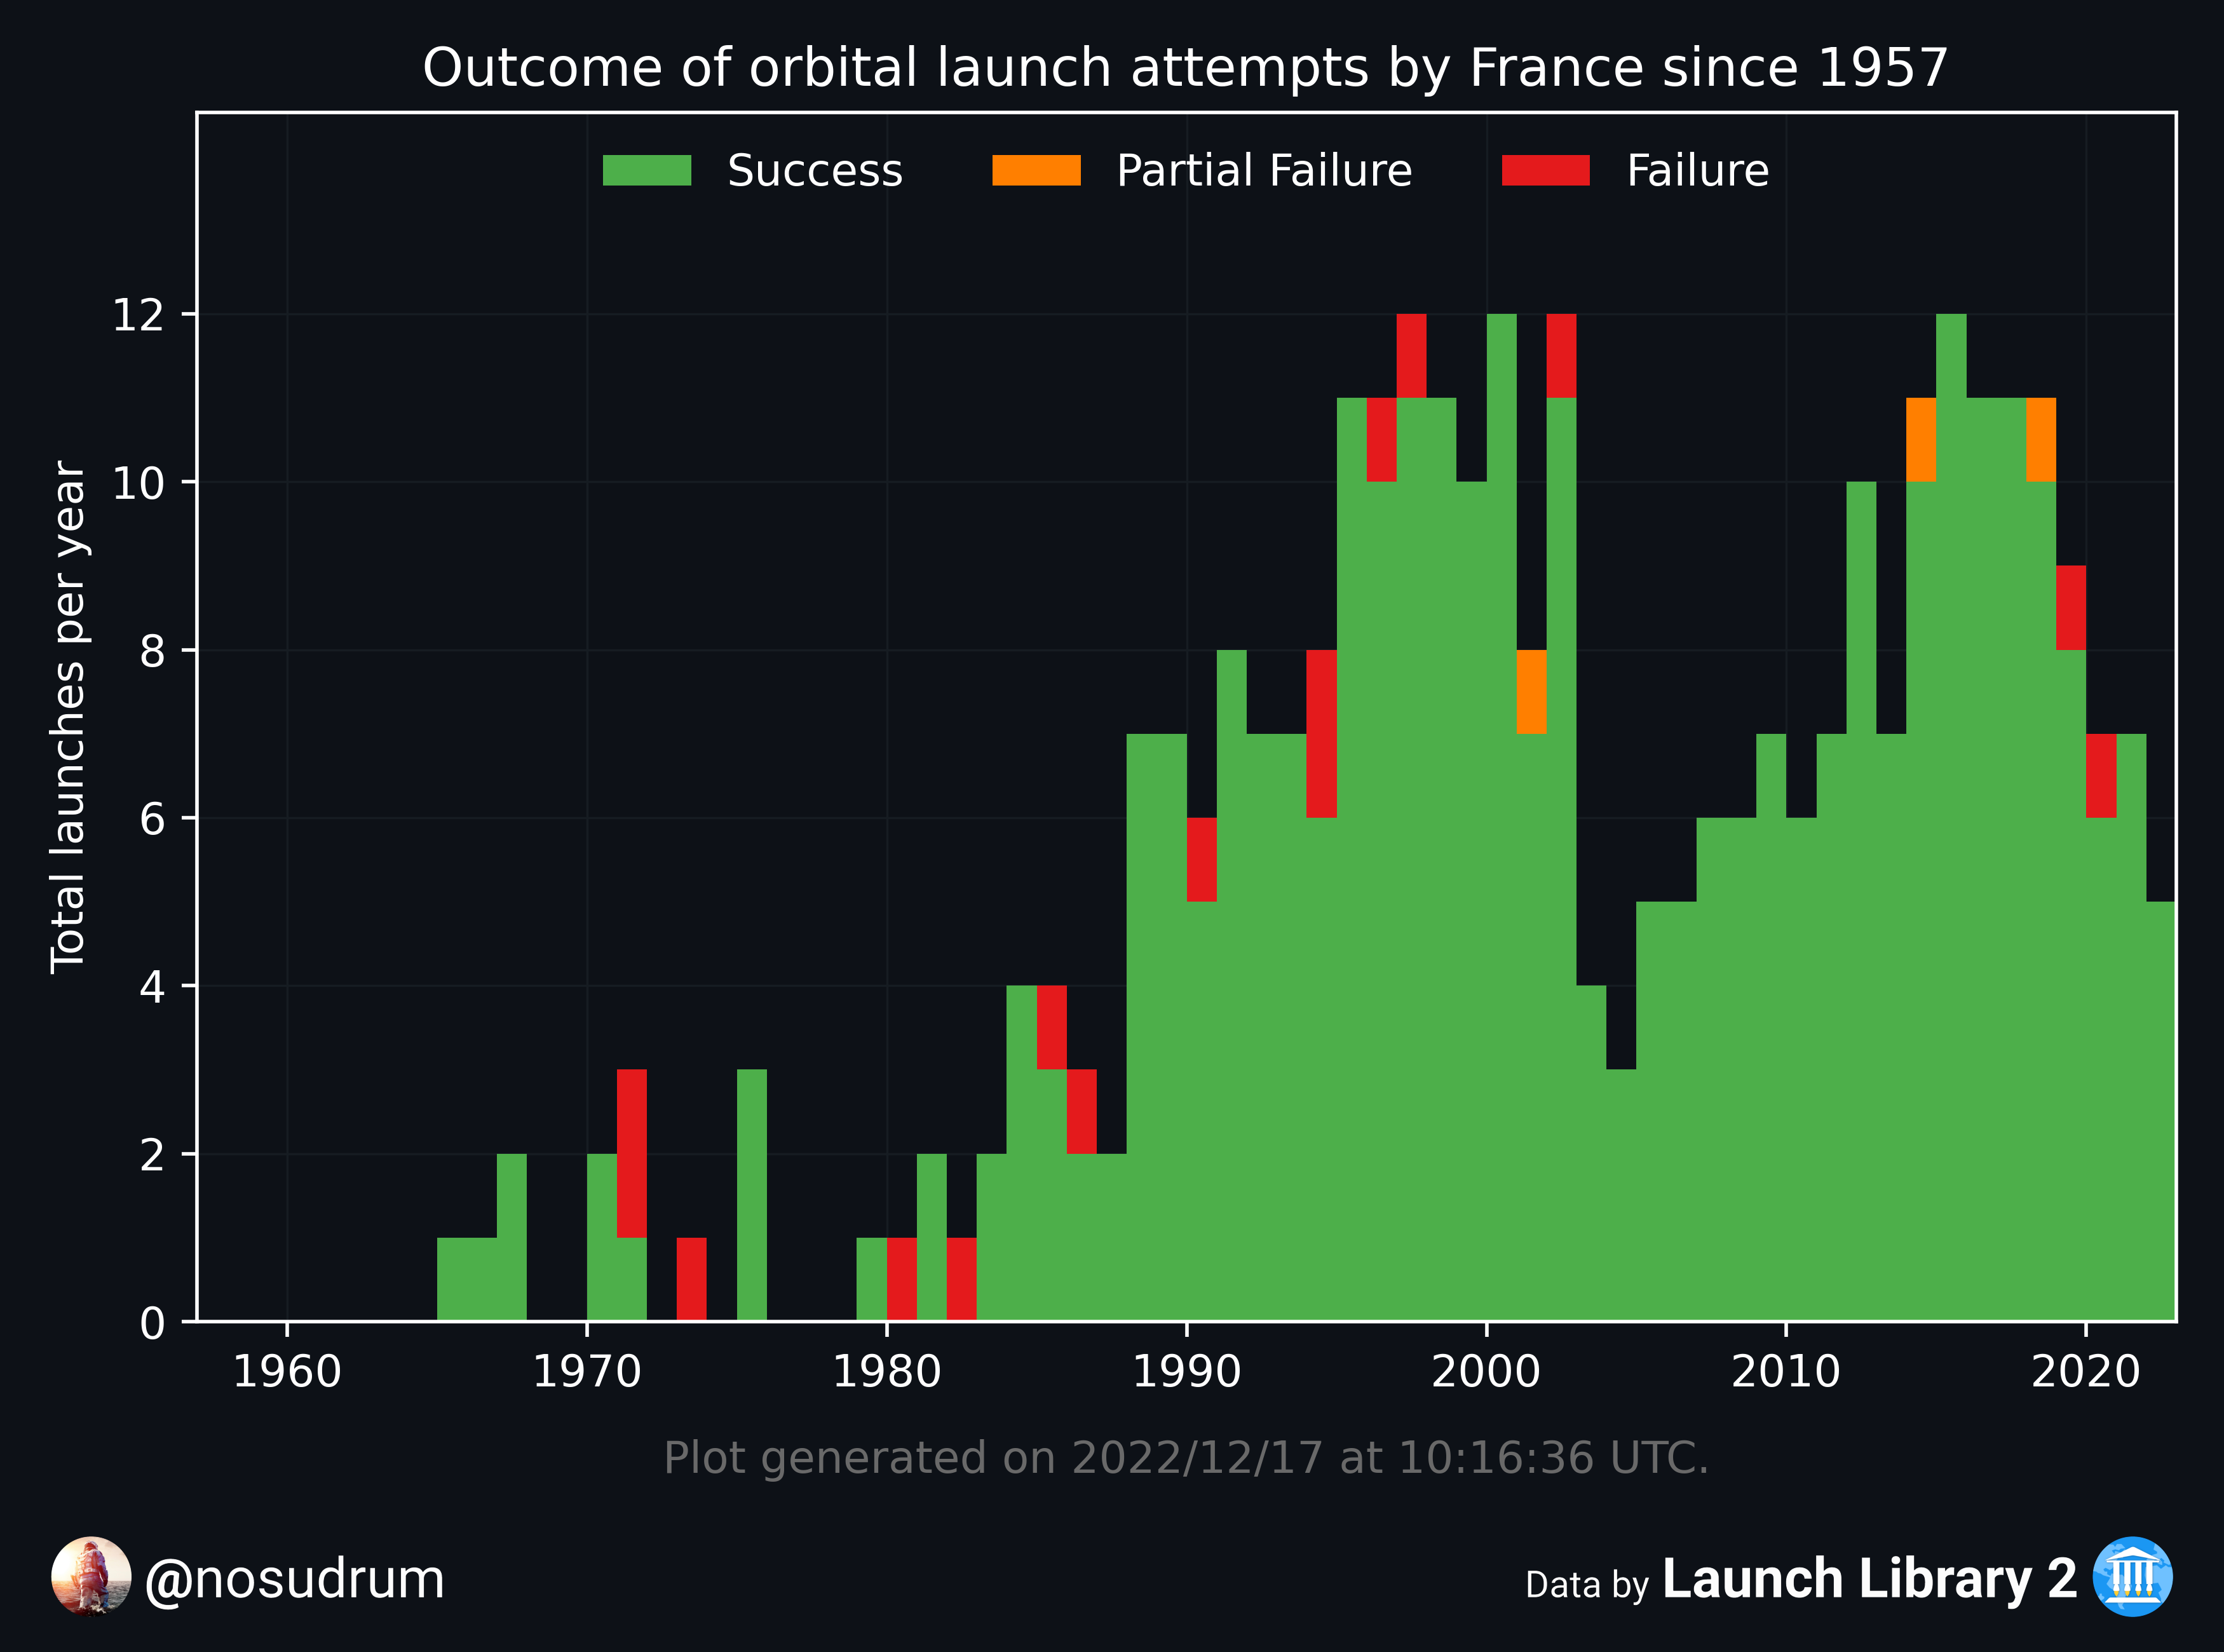 Outcome of orbital launch attempts by France since 1957
Success Partial Failure Failure
Total launches per year
12
10
8
6
4
2
0
1960 1970 1980 1990 2000 2010 2020
Plot generated on 2022/12/17 at 10:16:36 UTC.
@nosudrum
Data by Launch Library 2